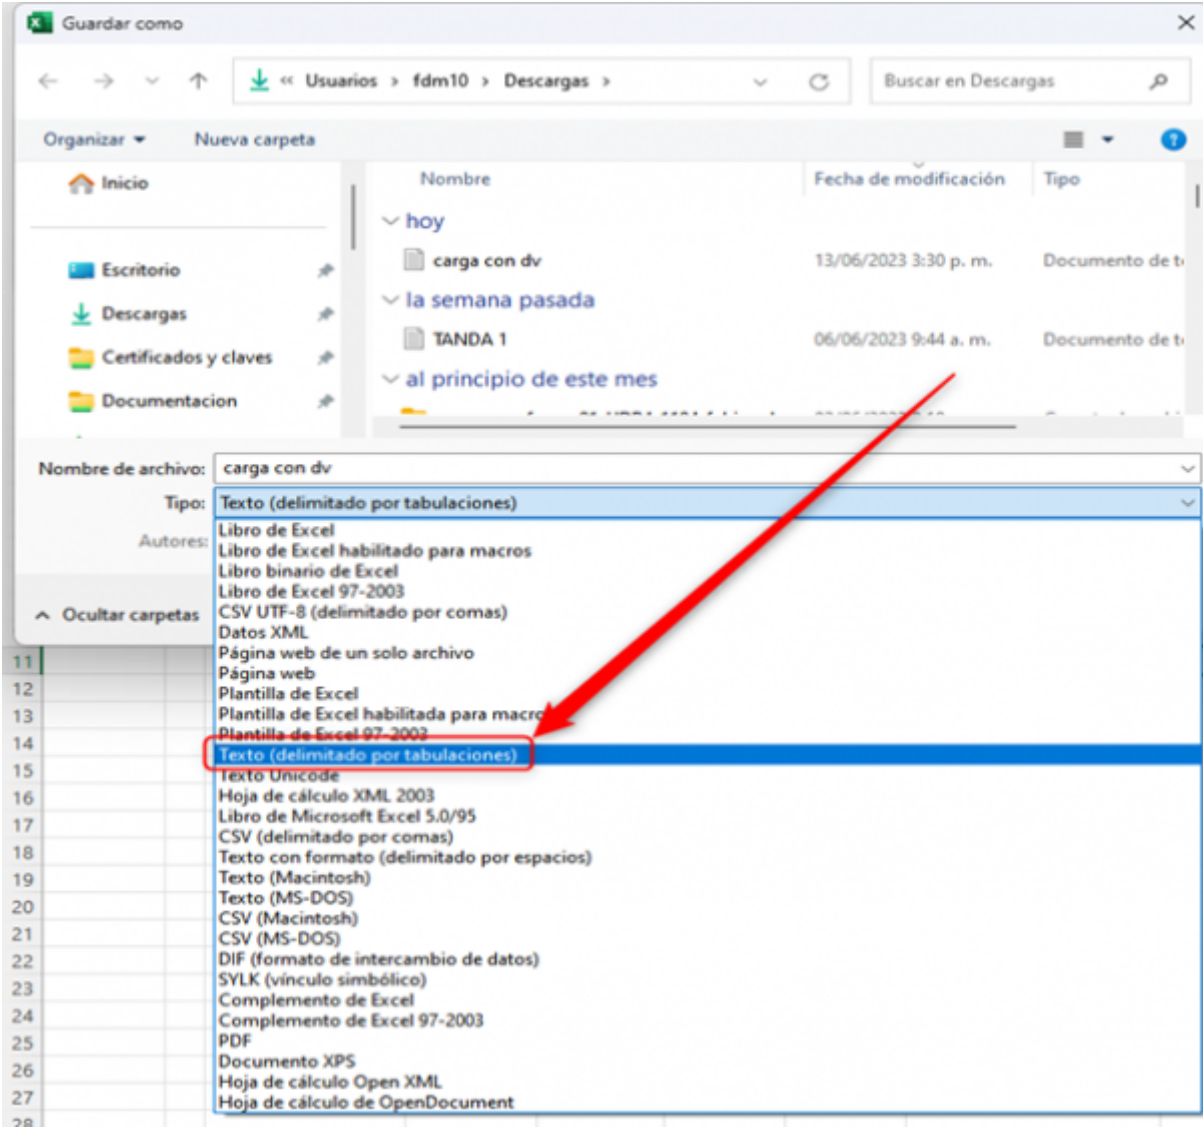 Guardar como
« Usuarios > fdm10 > Descargas >
Buscar en Descargas
Organizar
Nueva carpeta
?
Inicio
Nombre
Fecha de modificación
Tipo
hoy
carga con dv
13/06/2023 3:30 p. m.
Documento de t
Escritorio
la semana pasada
Descargas
TANDA 1
06/06/2023 9:44 a. m.
Documento de t
Certificados y claves
al principio de este mes
Documentacion
Nombre de archivo: carga con dv
Tipo: Texto (delimitado por tabulaciones)
Autores:
Libro de Excel
Libro de Excel habilitado para macros
Libro binario de Excel
Libro de Excel 97-2003
CSV UTF-8 (delimitado por comas)
Ocultar carpetas
Datos XML
Página web de un solo archivo
Página web
Plantilla de Excel
Plantilla de Excel habilitada para macro
Plantilla de Excel 97-2003
Texto (delimitado por tabulaciones)
Texto Unicode
Hoja de cálculo XML 2003
Libro de Microsoft Excel 5.0/95
CSV (delimitado por comas)
Texto con formato (delimitado por espacios)
Texto (Macintosh)
Texto (MS-DOS)
CSV (Macintosh)
CSV (MS-DOS)
DIF (formato de intercambio de datos)
SYLK (vínculo simbólico)
Complemento de Excel
Complemento de Excel 97-2003
PDF
Documento XPS
Hoja de cálculo Open XML
Hoja de cálculo de OpenDocument
11
12
13
14
15
16
17
18
19
20
21
22
23
24
25
26
27
28